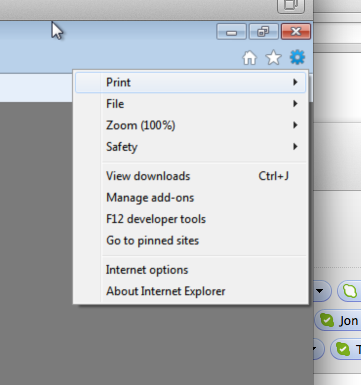 Print
File
Zoom (100%)
Safety
View downloads Ctrl+J
Manage add-ons
F12 developer tools
Go to pinned sites
Internet options
About Internet Explorer
Jon
T